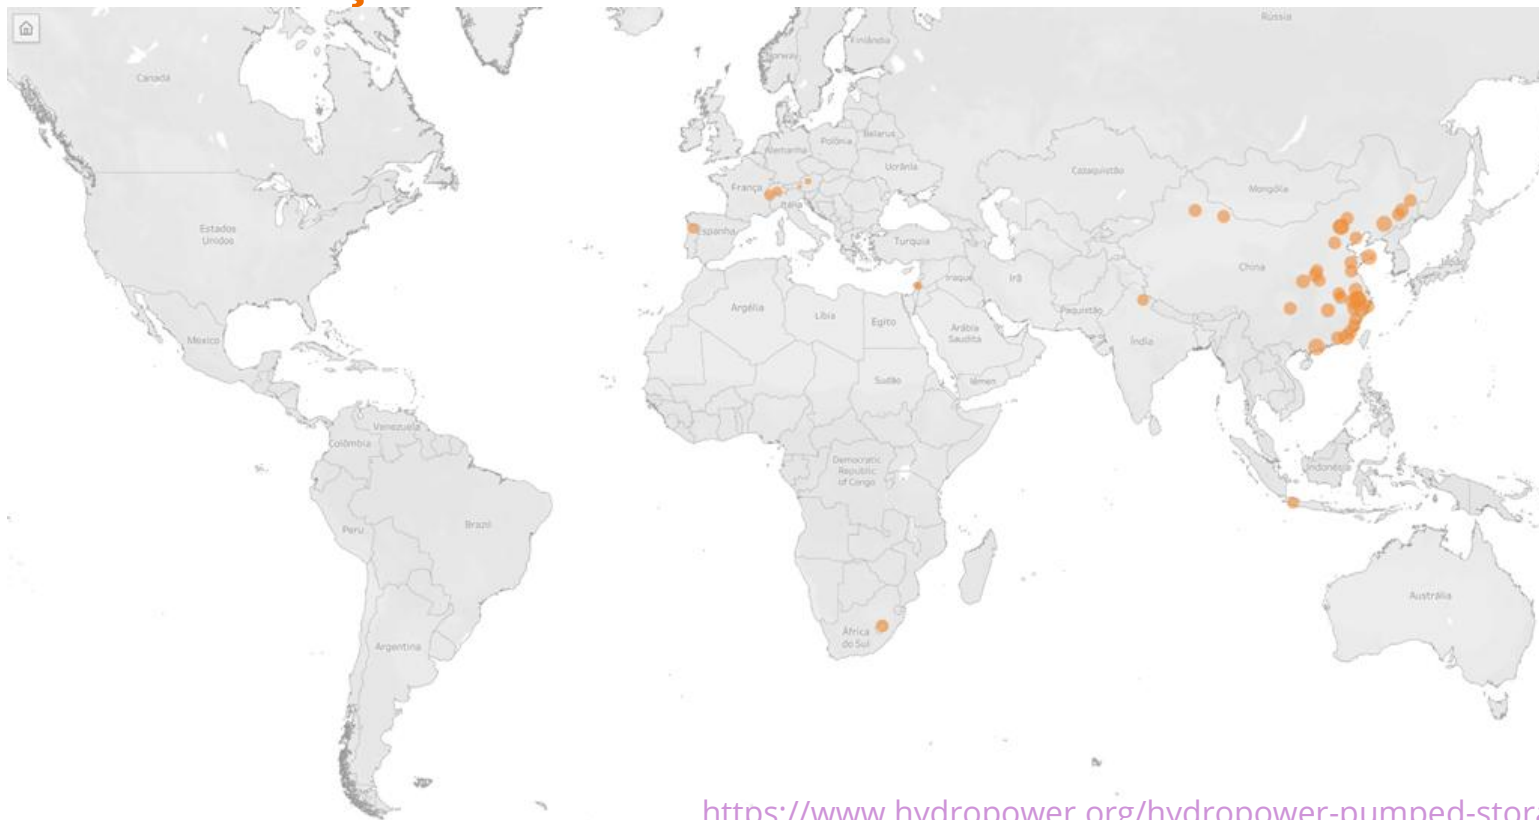 Rússia
Finlândia
Norway
Canadá
Belarus
Polônia
Alemanha
Ucrânia
Cazaquistão
França
Mongólia
Itália
Estados
Unidos
Espanha
Turquia
China
Iraque
Irã
Argélia
Líbia
Egito
Paquistão
Arábia
Saudita
México
Índia
Sudão
Iêmen
Venezuela
Colômbia
Democratic
Republic
of Congo
Indonésia
Peru
Brazil
Austrália
África
do Sul
Argentina
https://www.hydropower.org/hydropower-pumped-stor